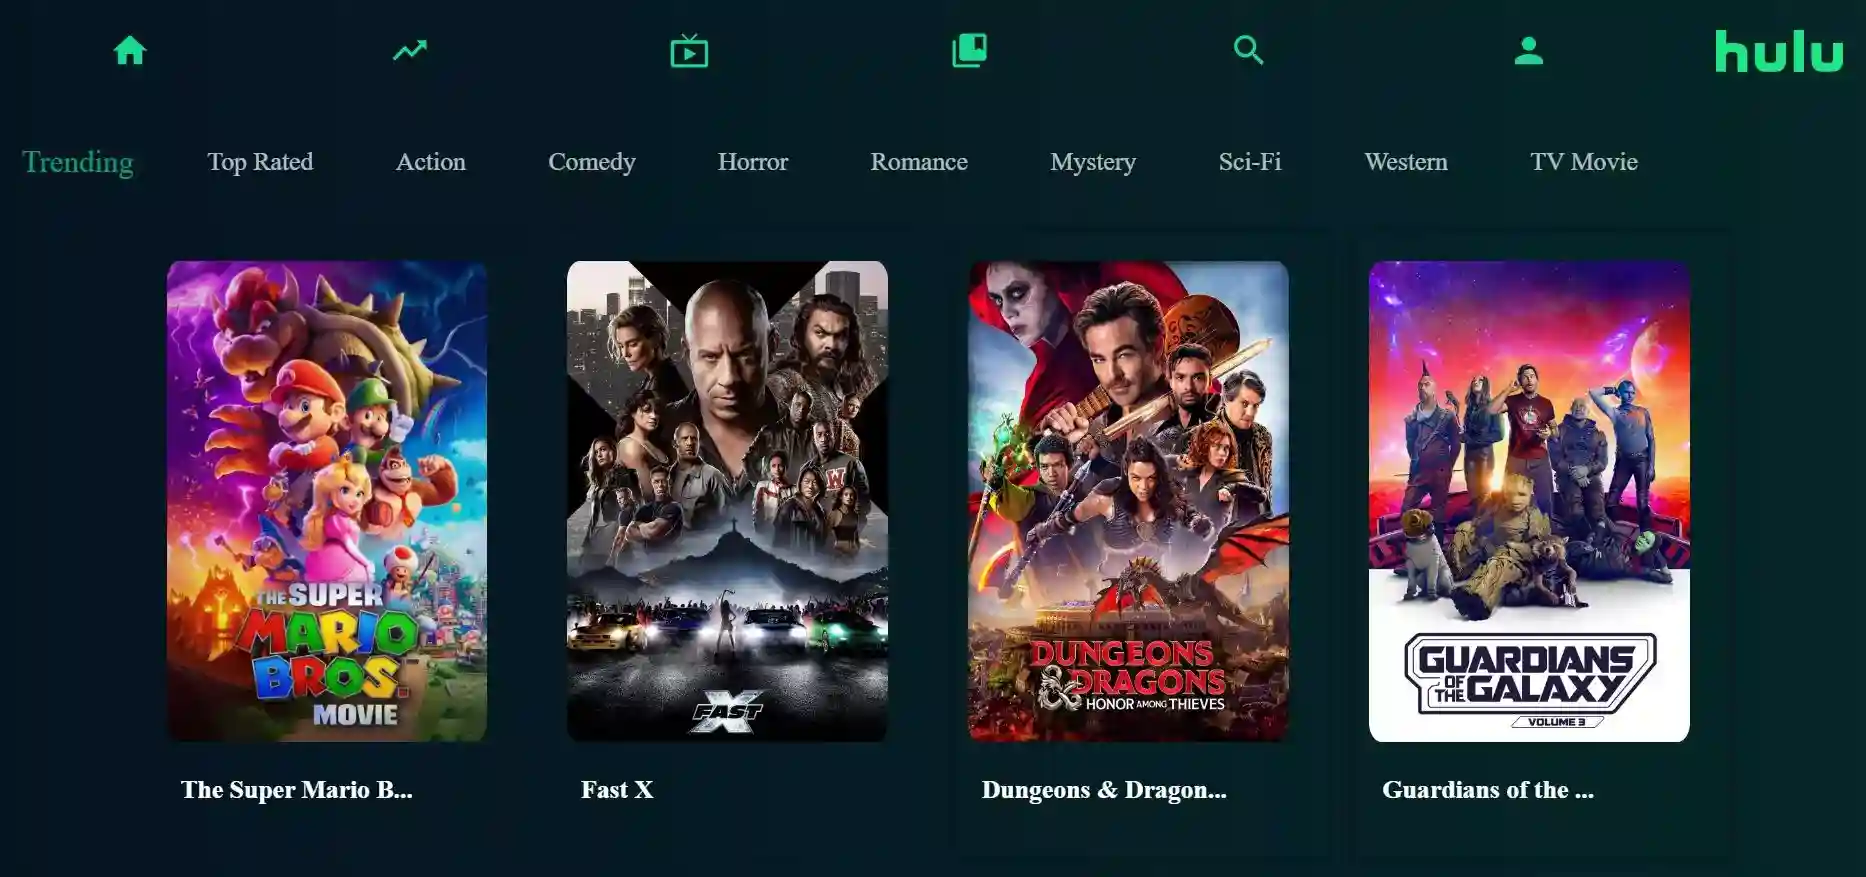 hulu
Trending
Top Rated
Action
Comedy
Horror
Romance
Mystery
Sci-Fi
Western
TV Movie
THE SUPER
MARIO
BROS.
MOVIE
FAST X
DUNGEONS
& DRAGONS
HONOR AMONG THIEVES
GUARDIANS
OF THE GALAXY
VOLUME 3
The Super Mario B...
Fast X
Dungeons & Dragon...
Guardians of the ...